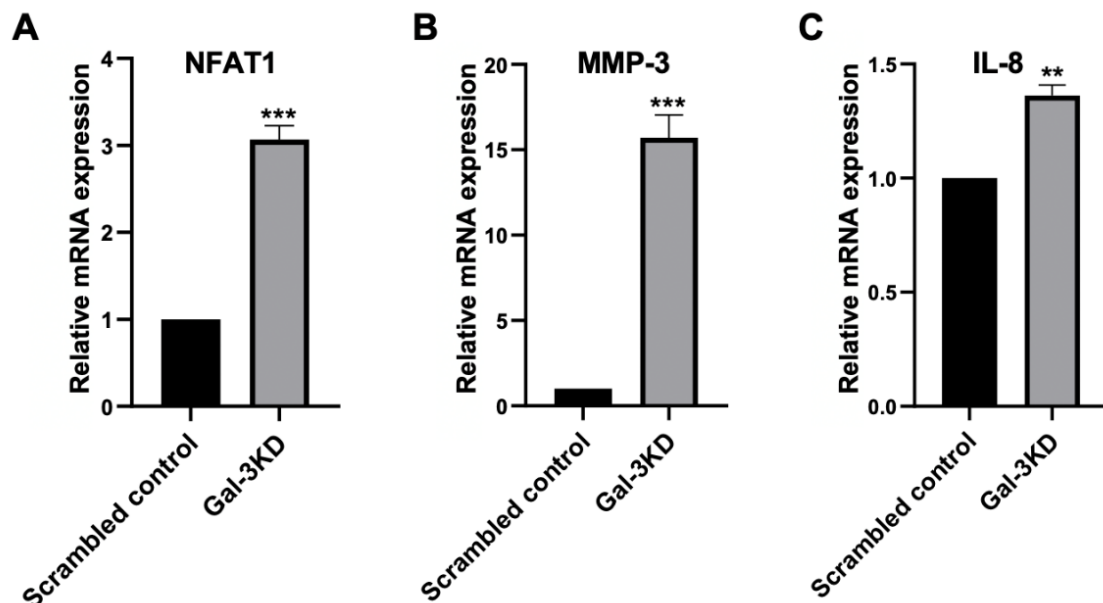 A
NFAT1
Relative mRNA expression
4
3
2
1
0
***
Scrambled control
Gal-3KD
B
MMP-3
Relative mRNA expression
20
15
10
5
0
***
Scrambled control
Gal-3KD
C
IL-8
Relative mRNA expression
1.5
1.0
0.5
0.0
**
Scrambled control
Gal-3KD